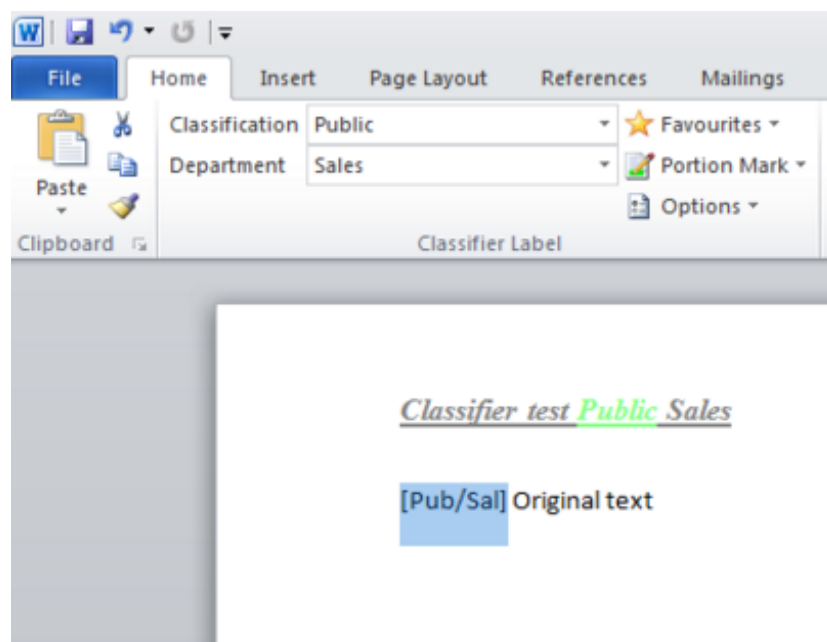 W
File Home Insert Page Layout References Mailings
Classification Public Favourites
Department Sales Portion Mark
Paste
Options
Clipboard Classifier Label
Classifier test Public Sales
[Pub/Sal] Original text